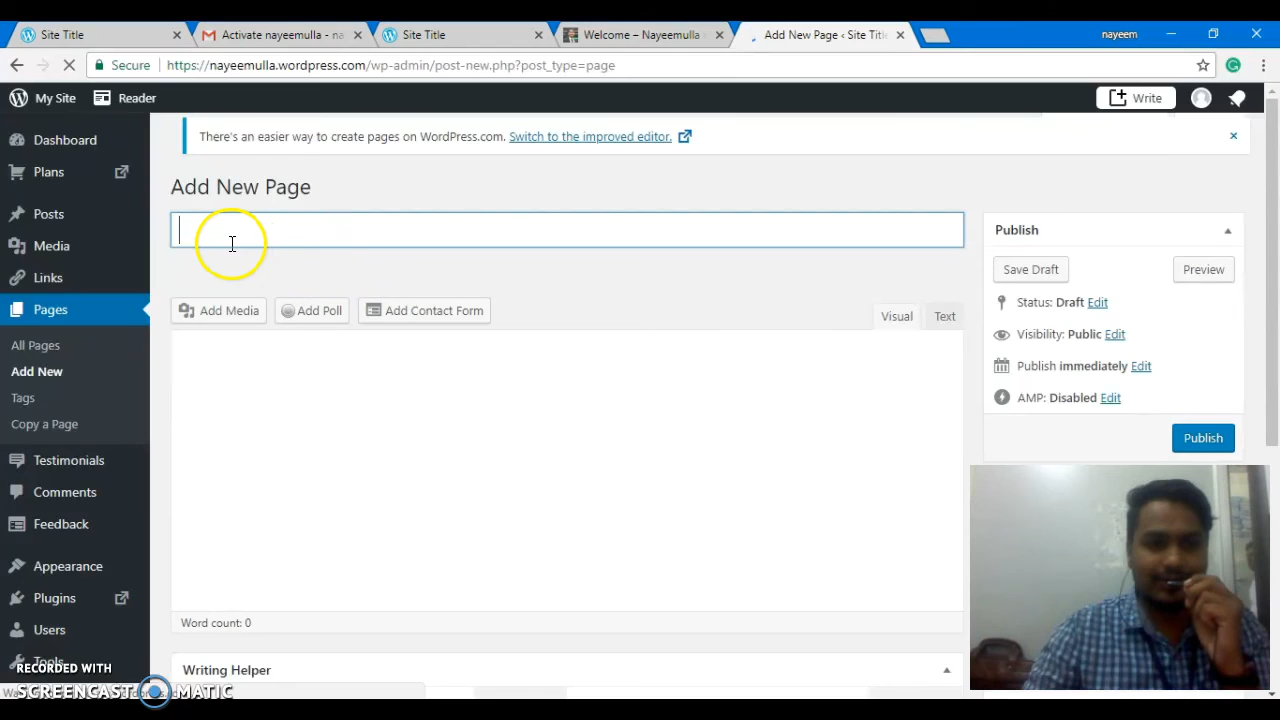 Site Title
Activate nayeemulla - na
Site Title
Welcome – Nayeemulla
Add New Page ‹ Site Title
nayeem
Secure https://nayeemulla.wordpress.com/wp-admin/post-new.php?post_type=page
My Site Reader Write
There's an easier way to create pages on WordPress.com. Switch to the improved editor.
Dashboard
Plans
Posts
Media
Links
Pages
All Pages
Add New
Tags
Copy a Page
Testimonials
Comments
Feedback
Appearance
Plugins
Users
Tools
Add New Page
Add Media Add Poll Add Contact Form Visual Text
Word count: 0
Writing Helper
Publish
Save Draft Preview
Status: Draft Edit
Visibility: Public Edit
Publish immediately Edit
AMP: Disabled Edit
Publish
RECORDED WITH
SCREENCAST MATIC